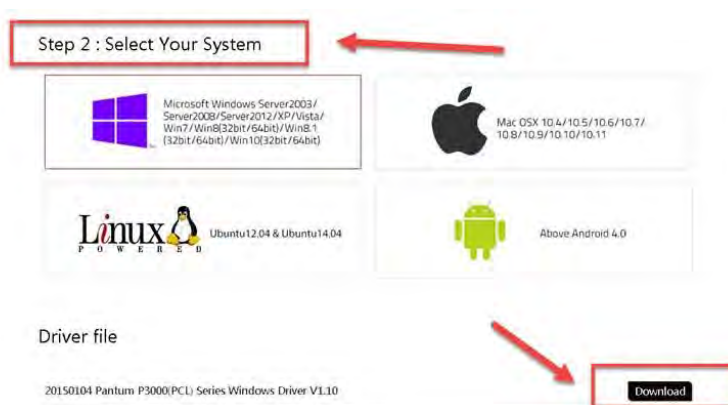 Step 2 : Select Your System
Microsoft Windows Server2003/
Server2008/Server2012/XP/Vista/
Win7/Win8(32bit/64bit)/Win8.1
(32bit/64bit)/Win10(32bit/64bit)
Mac OSX 10.4/10.5/10.6/10.7/
10.8/10.9/10.10/10.11
Linux
POWERED
Ubuntu12.04 & Ubuntu14.04
Above Android 4.0
Driver file
20150104 Pantum P3000(PCL) Series Windows Driver V1.10
Download